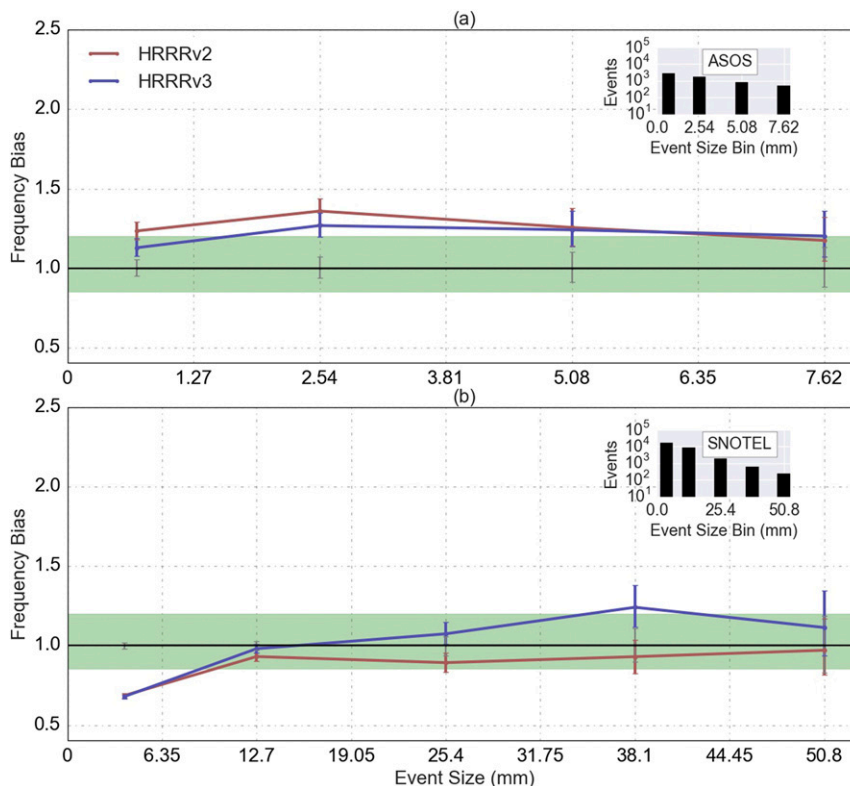 (a)
2.5
2.0
1.5
1.0
0.5
Frequency Bias
HRRRv2
HRRRv3
ASOS
Events
10^5
10^4
10^3
10^2
10^1
0.0 2.54 5.08 7.62
Event Size Bin (mm)
0 1.27 2.54 3.81 5.08 6.35 7.62
(b)
2.5
2.0
1.5
1.0
0.5
Frequency Bias
SNOTEL
Events
10^5
10^4
10^3
10^2
10^1
0.0 25.4 50.8
Event Size Bin (mm)
0 6.35 12.7 19.05 25.4 31.75 38.1 44.45 50.8
Event Size (mm)